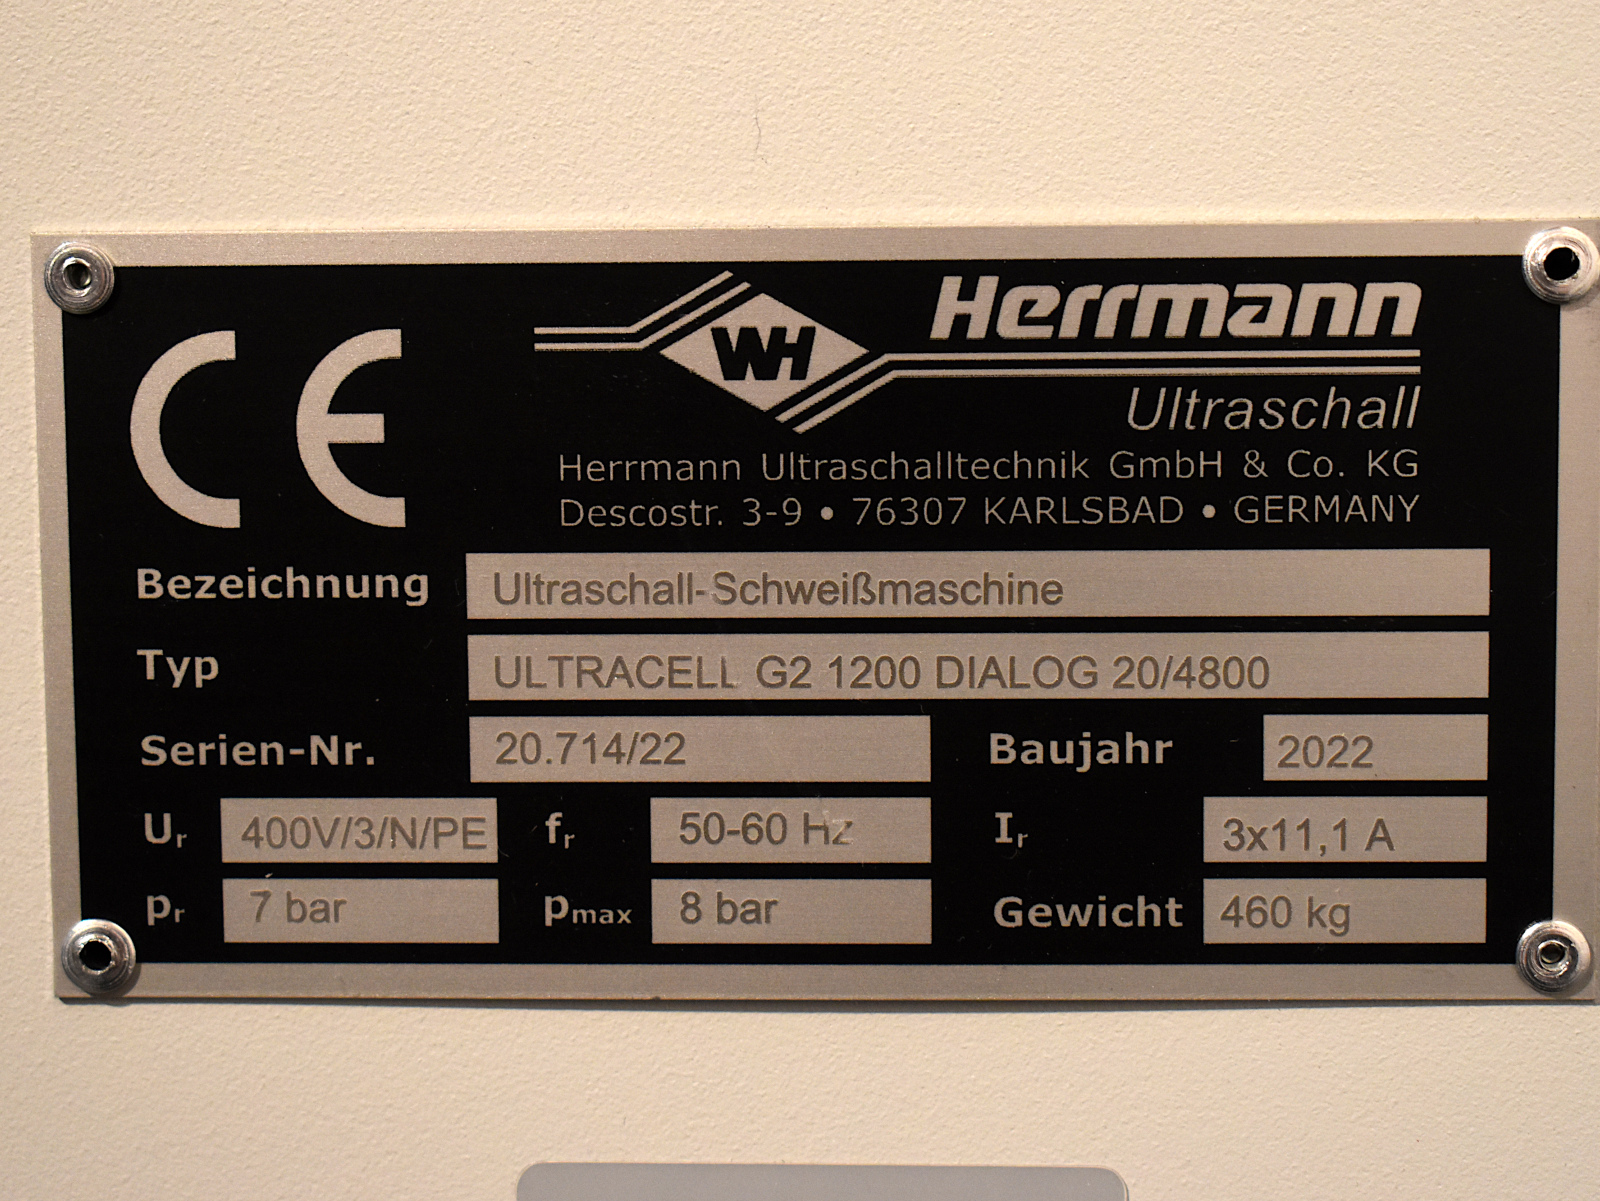 CE
WH
Herrmann
Ultraschall
Herrmann Ultraschalltechnik GmbH & Co. KG
Descostr. 3-9 • 76307 KARLSBAD • GERMANY
Bezeichnung Ultraschall-Schweißmaschine
Typ ULTRACELL G2 1200 DIALOG 20/4800
Serien-Nr. 20.714/22 Baujahr 2022
Ur 400V/3/N/PE fr 50-60 Hz Ir 3x11,1 A
pr 7 bar pmax 8 bar Gewicht 460 kg